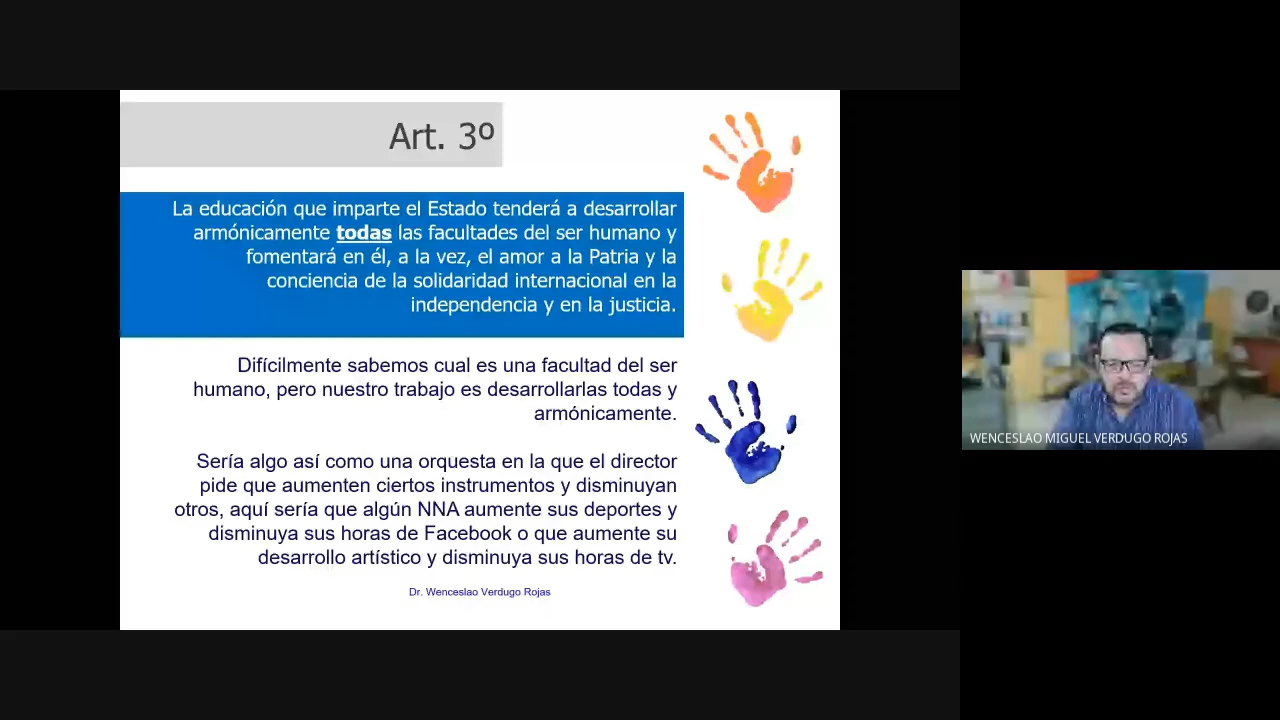 Art. 3º
La educación que imparte el Estado tenderá a desarrollar
armónicamente todas las facultades del ser humano y
fomentará en él, a la vez, el amor a la Patria y la
conciencia de la solidaridad internacional en la
independencia y en la justicia.
Difícilmente sabemos cual es una facultad del ser
humano, pero nuestro trabajo es desarrollarlas todas y
armónicamente.
Sería algo así como una orquesta en la que el director
pide que aumenten ciertos instrumentos y disminuyan
otros, aquí sería que algún NNA aumente sus deportes y
disminuya sus horas de Facebook o que aumente su
desarrollo artístico y disminuya sus horas de tv.
Dr. Wenceslao Verdugo Rojas
WENCESLAO MIGUEL VERDUGO ROJAS